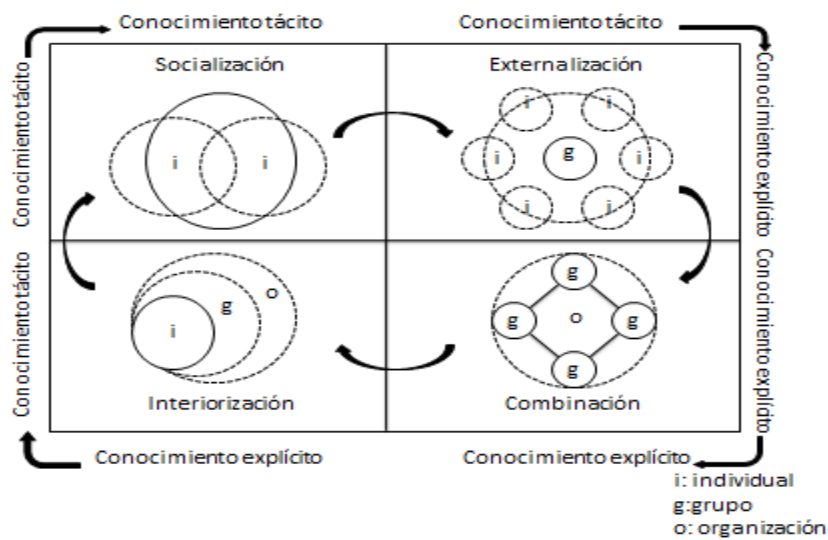 Conocimiento tácito
Conocimiento tácito
Conocimiento tácito
Socialización
i
i
Externalización
i
i
i
g
i
i
i
Conocimiento explícito
Conocimiento tácito
i
g
o
Interiorización
g
g
o
g
g
Combinación
Conocimiento explícito
Conocimiento explícito
Conocimiento explícito
i: individual
g:grupo
o: organización